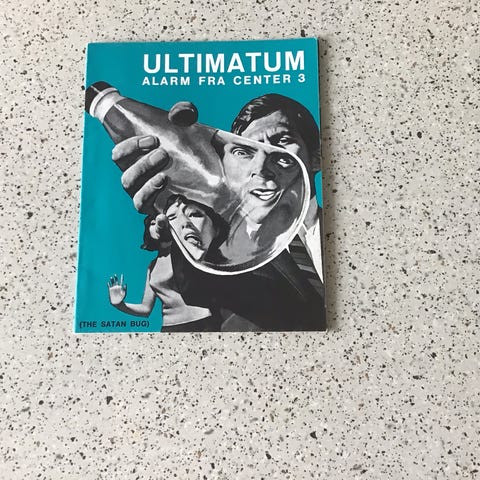 ULTIMATUM
ALARM FRA CENTER 3
(THE SATAN BUG)